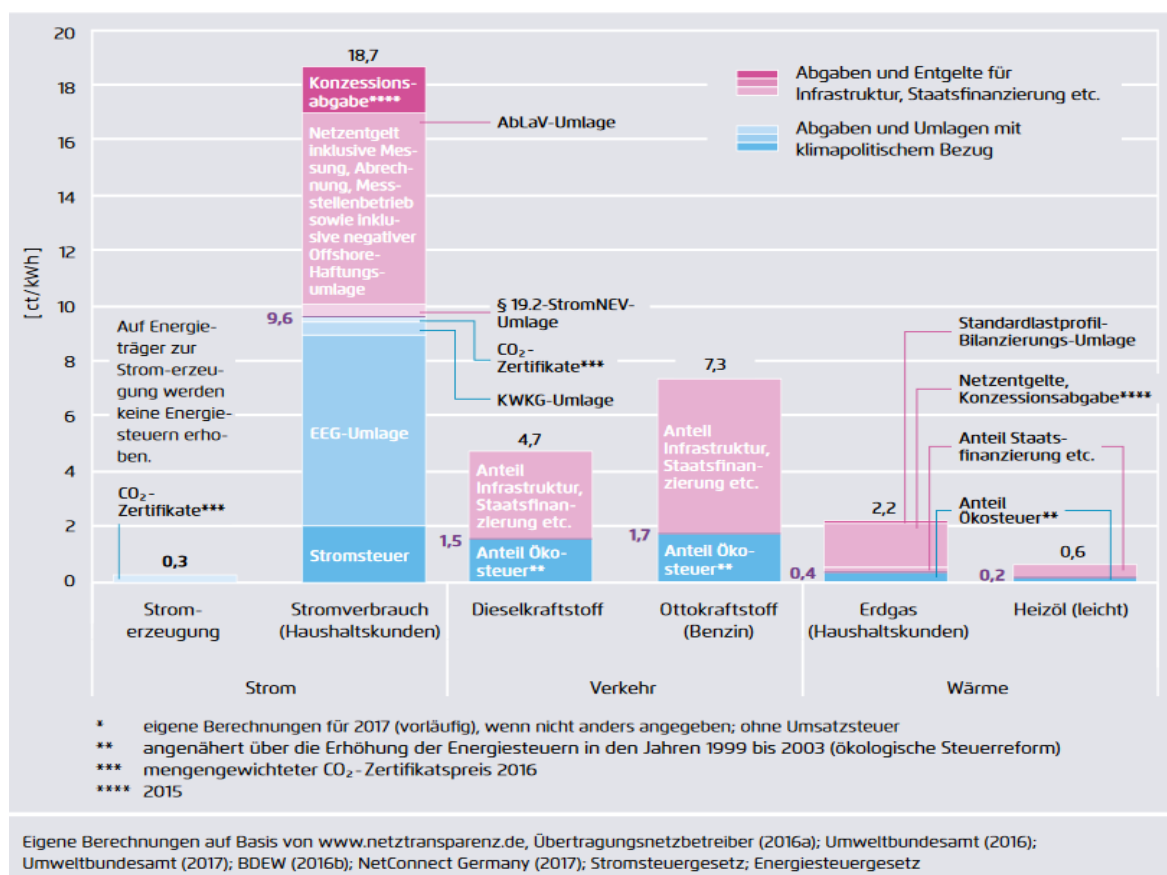 20
18
16
14
12
10
8
6
4
2
0
[ct/kWh]
18,7
Konzessions-
abgabe****
AbLaV-Umlage
Netzentgelt
inklusive Mes-
sung, Abrech-
nung, Mess-
stellenbetrieb
sowie inklu-
sive negativer
Offshore-
Haftungs-
umlage
Abgaben und Entgelte für
Infrastruktur, Staatsfinanzierung etc.
Abgaben und Umlagen mit
klimapolitischem Bezug
9,6
§ 19.2-StromNEV-
Umlage
CO₂-
Zertifikate***
KWKG-Umlage
EEG-Umlage
Stromsteuer
Auf Energie-
träger zur
Strom-erzeu-
gung werden
keine Energie-
steuern erho-
ben.
CO₂-
Zertifikate***
0,3
4,7
Anteil
Infrastruktur,
Staatsfinan-
zierung etc.
1,5
Anteil Öko-
steuer**
7,3
Anteil
Infrastruktur,
Staatsfinan-
zierung etc.
1,7
Anteil Öko-
steuer**
Standardlastprofil-
Bilanzierungs-Umlage
Netzentgelte,
Konzessionsabgabe****
Anteil Staats-
finanzierung etc.
Anteil
Ökosteuer**
2,2
0,4
0,6
0,2
Strom-
erzeugung
Stromverbrauch
(Haushaltskunden)
Dieselkraftstoff
Ottokraftstoff
(Benzin)
Erdgas
(Haushaltskunden)
Heizöl (leicht)
Strom
Verkehr
Wärme
* eigene Berechnungen für 2017 (vorläufig), wenn nicht anders angegeben; ohne Umsatzsteuer
** angenähert über die Erhöhung der Energiesteuern in den Jahren 1999 bis 2003 (ökologische Steuerreform)
*** mengengewichteter CO₂-Zertifikatspreis 2016
**** 2015
Eigene Berechnungen auf Basis von www.netztransparenz.de, Übertragungsnetzbetreiber (2016a); Umweltbundesamt (2016);
Umweltbundesamt (2017); BDEW (2016b); NetConnect Germany (2017); Stromsteuergesetz; Energiesteuergesetz